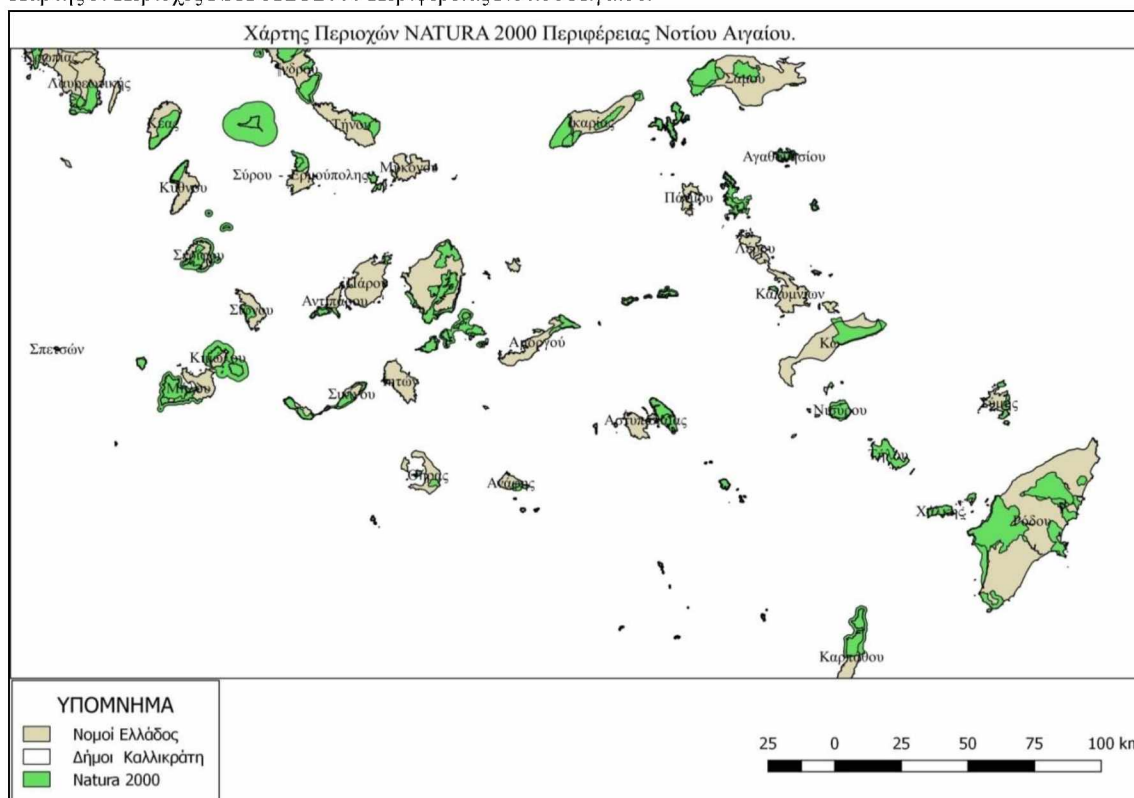 Χάρτης Περιοχών NATURA 2000 Περιφέρειας Νοτίου Αιγαίου.
Λαυρεωτικής
Σάμου
Κέας
Τήνου
Ικαρίας
Αγαθονησίου
Σύρου - Ερμούπολης
Μυκόνου
Κύθνου
Πάτμου
Σερίφου
Λέρου
Πάρου
Αντιπάρου
Καλυμνίων
Σίφνου
Σπετσών
Κιμώλου
Αμοργού
Κω
Μήλου
Ιητών
Σικίνου
Νισύρου
Σύμης
Αστυπάλαιας
Τήλου
Θήρας
Ανάφης
Χάλκης
Ρόδου
Καρπάθου
ΥΠΟΜΝΗΜΑ
Νομοί Ελλάδος
Δήμοι Καλλικράτη
Natura 2000
25 0 25 50 75 100 km